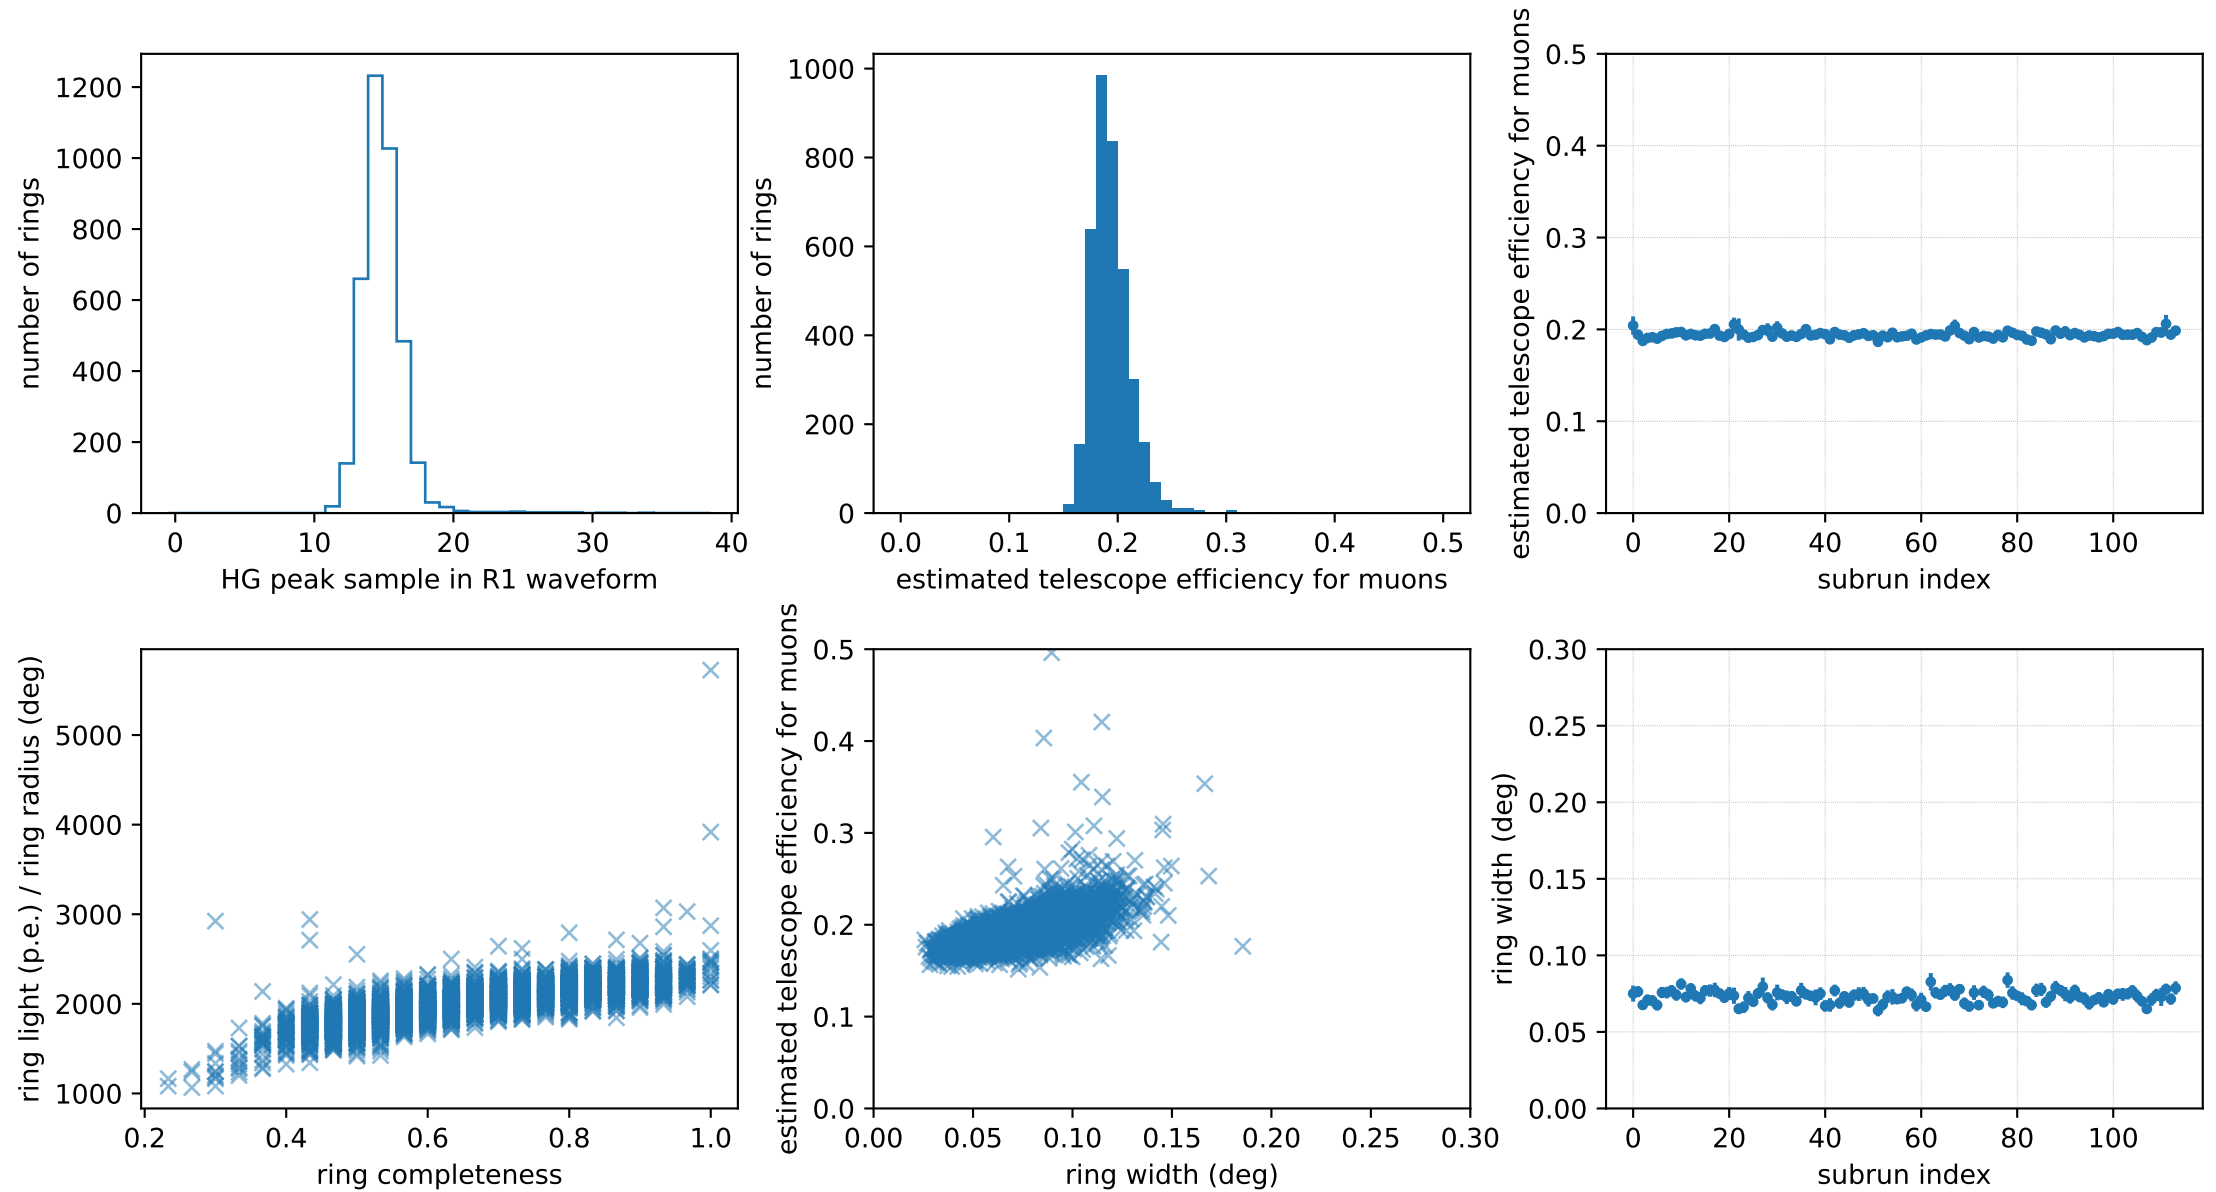 number of rings
1200
1000
800
600
400
200
0
0 10 20 30 40
HG peak sample in R1 waveform
number of rings
1000
800
600
400
200
0
0.0 0.1 0.2 0.3 0.4 0.5
estimated telescope efficiency for muons
estimated telescope efficiency for muons
0.5
0.4
0.3
0.2
0.1
0.0
0 20 40 60 80 100
subrun index
ring light (p.e.) / ring radius (deg)
5000
4000
3000
2000
1000
0.2 0.4 0.6 0.8 1.0
ring completeness
estimated telescope efficiency for muons
0.5
0.4
0.3
0.2
0.1
0.0
0.00 0.05 0.10 0.15 0.20 0.25 0.30
ring width (deg)
ring width (deg)
0.30
0.25
0.20
0.15
0.10
0.05
0.00
0 20 40 60 80 100
subrun index